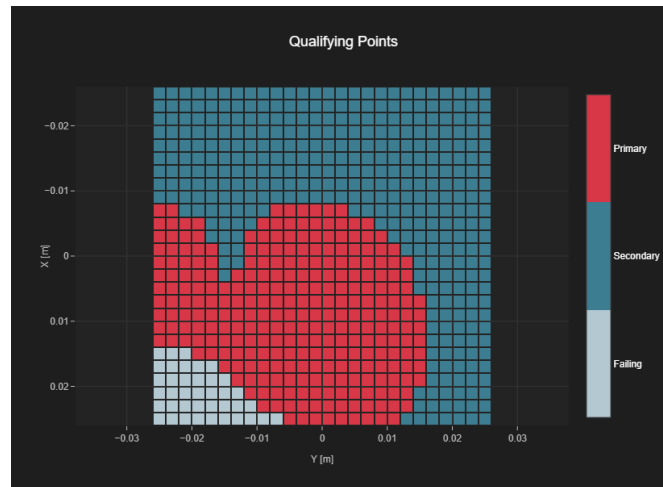 Qualifying Points
−0.02
−0.01
0
0.01
0.02
X [m]
−0.03 −0.02 −0.01 0 0.01 0.02 0.03
Y [m]
Primary
Secondary
Failing